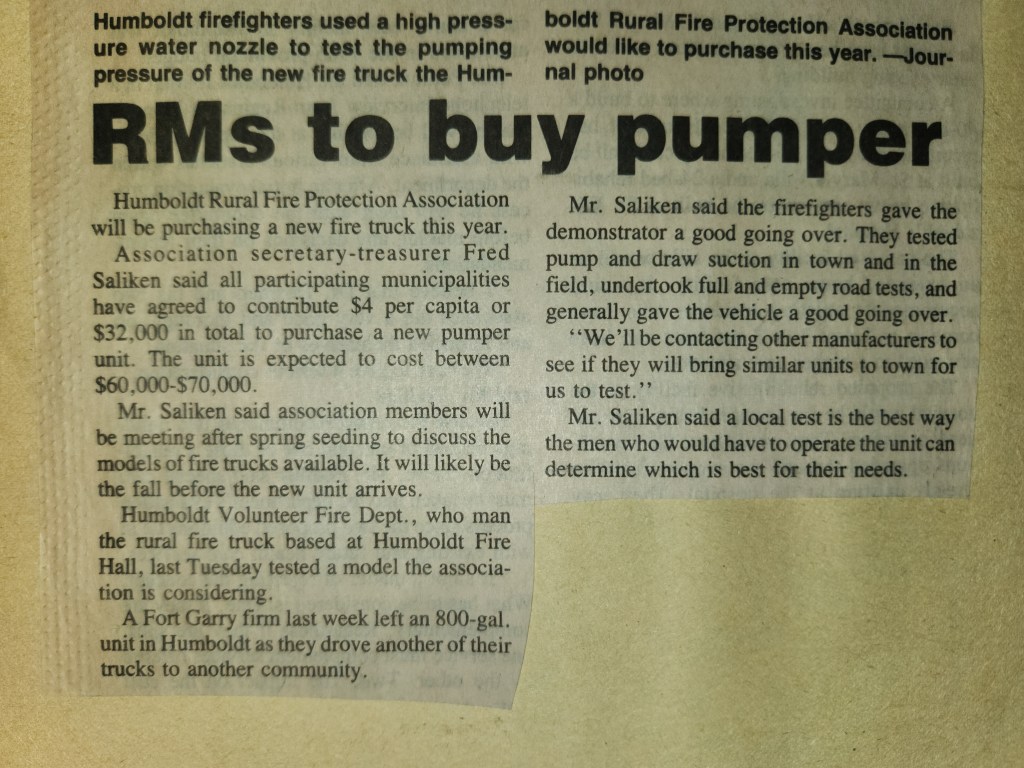 Humboldt firefighters used a high press-
ure water nozzle to test the pumping
pressure of the new fire truck the Hum-
boldt Rural Fire Protection Association
would like to purchase this year. —Jour-
nal photo
RMs to buy pumper
Humboldt Rural Fire Protection Association
will be purchasing a new fire truck this year.
Association secretary-treasurer Fred
Saliken said all participating municipalities
have agreed to contribute $4 per capita or
$32,000 in total to purchase a new pumper
unit. The unit is expected to cost between
$60,000-$70,000.
Mr. Saliken said association members will
be meeting after spring seeding to discuss the
models of fire trucks available. It will likely be
the fall before the new unit arrives.
Humboldt Volunteer Fire Dept., who man
the rural fire truck based at Humboldt Fire
Hall, last Tuesday tested a model the associa-
tion is considering.
A Fort Garry firm last week left an 800-gal.
unit in Humboldt as they drove another of their
trucks to another community.
Mr. Saliken said the firefighters gave the
demonstrator a good going over. They tested
pump and draw suction in town and in the
field, undertook full and empty road tests, and
generally gave the vehicle a good going over.
‘‘We’ll be contacting other manufacturers to
see if they will bring similar units to town for
us to test.’’
Mr. Saliken said a local test is the best way
the men who would have to operate the unit can
determine which is best for their needs.